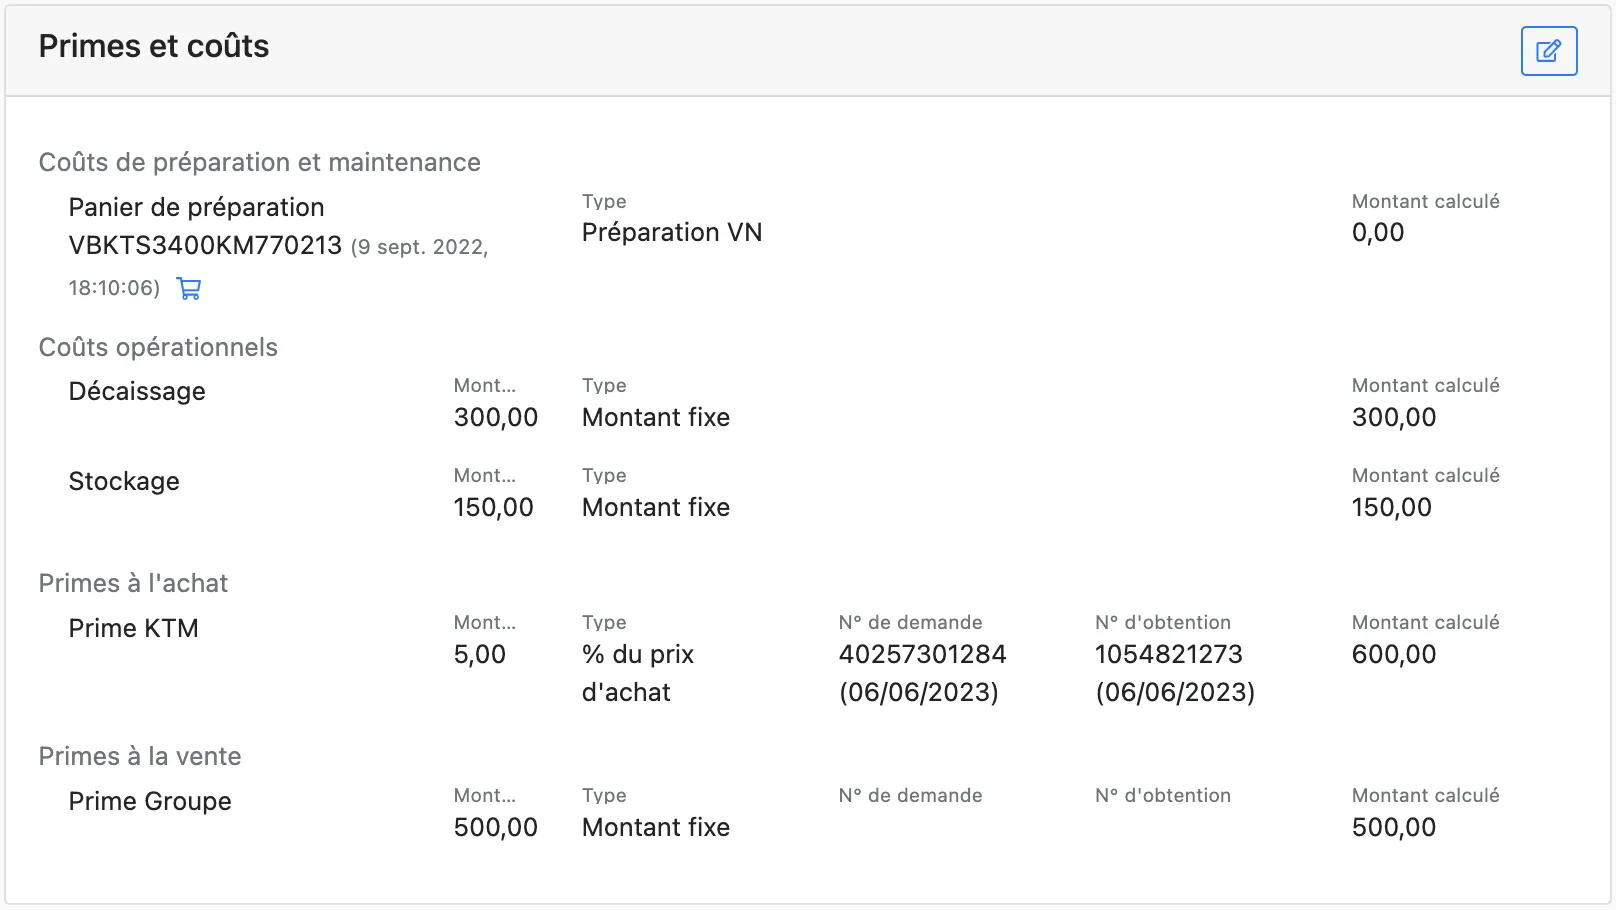 Primes et coûts
Coûts de préparation et maintenance
Panier de préparation
VBKTS3400KM770213 (9 sept. 2022,
18:10:06)
Type
Préparation VN
Montant calculé
0,00
Coûts opérationnels
Décaissage
Mont...
300,00
Type
Montant fixe
Montant calculé
300,00
Stockage
Mont...
150,00
Type
Montant fixe
Montant calculé
150,00
Primes à l'achat
Prime KTM
Mont...
5,00
Type
% du prix
d'achat
N° de demande
40257301284
(06/06/2023)
N° d'obtention
1054821273
(06/06/2023)
Montant calculé
600,00
Primes à la vente
Prime Groupe
Mont...
500,00
Type
Montant fixe
N° de demande
N° d'obtention
Montant calculé
500,00